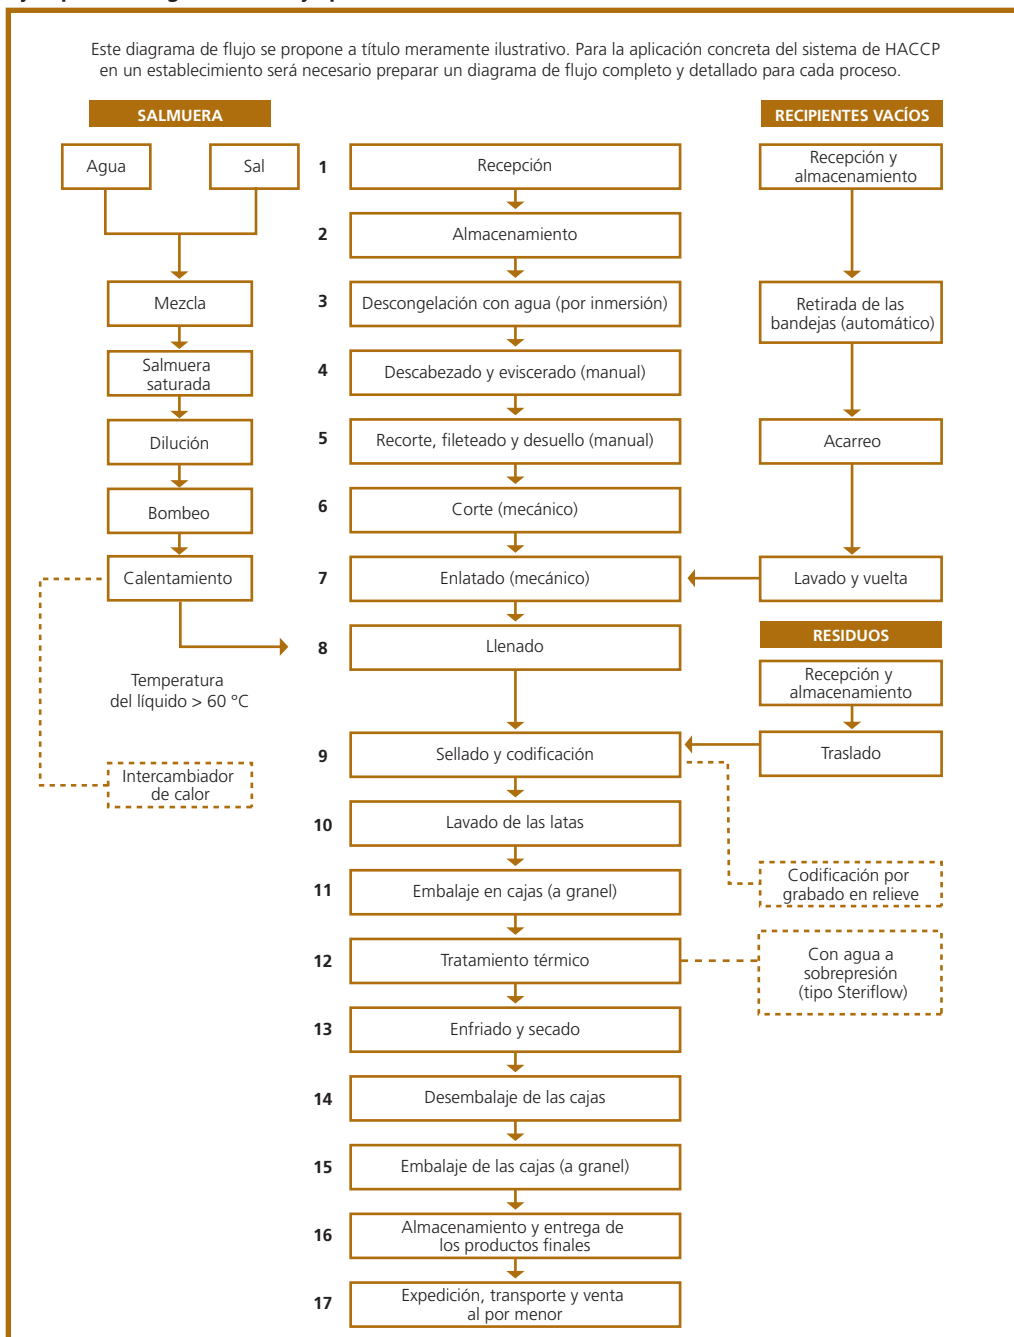 Este diagrama de flujo se propone a título meramente ilustrativo. Para la aplicación concreta del sistema de HACCP
en un establecimiento será necesario preparar un diagrama de flujo completo y detallado para cada proceso.
SALMUERA
Agua
Sal
Mezcla
Salmuera
saturada
Dilución
Bombeo
Calentamiento
Temperatura
del líquido > 60 ºC
Intercambiador
de calor
1
Recepción
2
Almacenamiento
3
Descongelación con agua (por inmersión)
4
Descabezado y eviscerado (manual)
5
Recorte, fileteado y desuello (manual)
6
Corte (mecánico)
7
Enlatado (mecánico)
8
Llenado
9
Sellado y codificación
10
Lavado de las latas
11
Embalaje en cajas (a granel)
12
Tratamiento térmico
13
Enfriado y secado
14
Desembalaje de las cajas
15
Embalaje de las cajas (a granel)
16
Almacenamiento y entrega de
los productos finales
17
Expedición, transporte y venta
al por menor
RECIPIENTES VACÍOS
Recepción y
almacenamiento
Retirada de las
bandejas (automático)
Acarreo
Lavado y vuelta
RESIDUOS
Recepción y
almacenamiento
Traslado
Codificación por
grabado en relieve
Con agua a
sobrepresión
(tipo Steriflow)